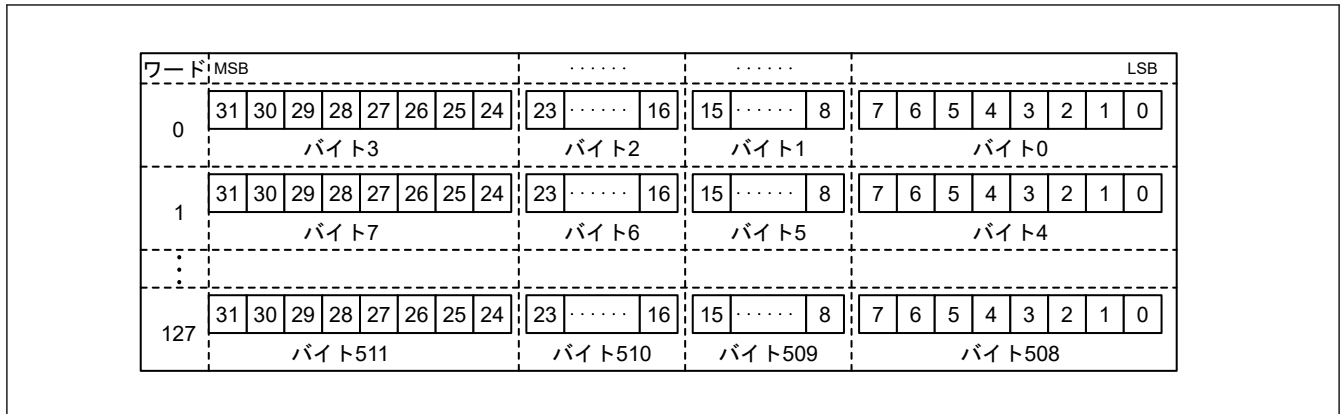 ワード MSB ‥‥‥ ‥‥‥ LSB
0 31 30 29 28 27 26 25 24 23 ‥‥‥ 16 15 ‥‥‥ 8 7 6 5 4 3 2 1 0
バイト3 バイト2 バイト1 バイト0
1 31 30 29 28 27 26 25 24 23 ‥‥‥ 16 15 ‥‥‥ 8 7 6 5 4 3 2 1 0
バイト7 バイト6 バイト5 バイト4
⋮
127 31 30 29 28 27 26 25 24 23 ‥‥‥ 16 15 ‥‥‥ 8 7 6 5 4 3 2 1 0
バイト511 バイト510 バイト509 バイト508